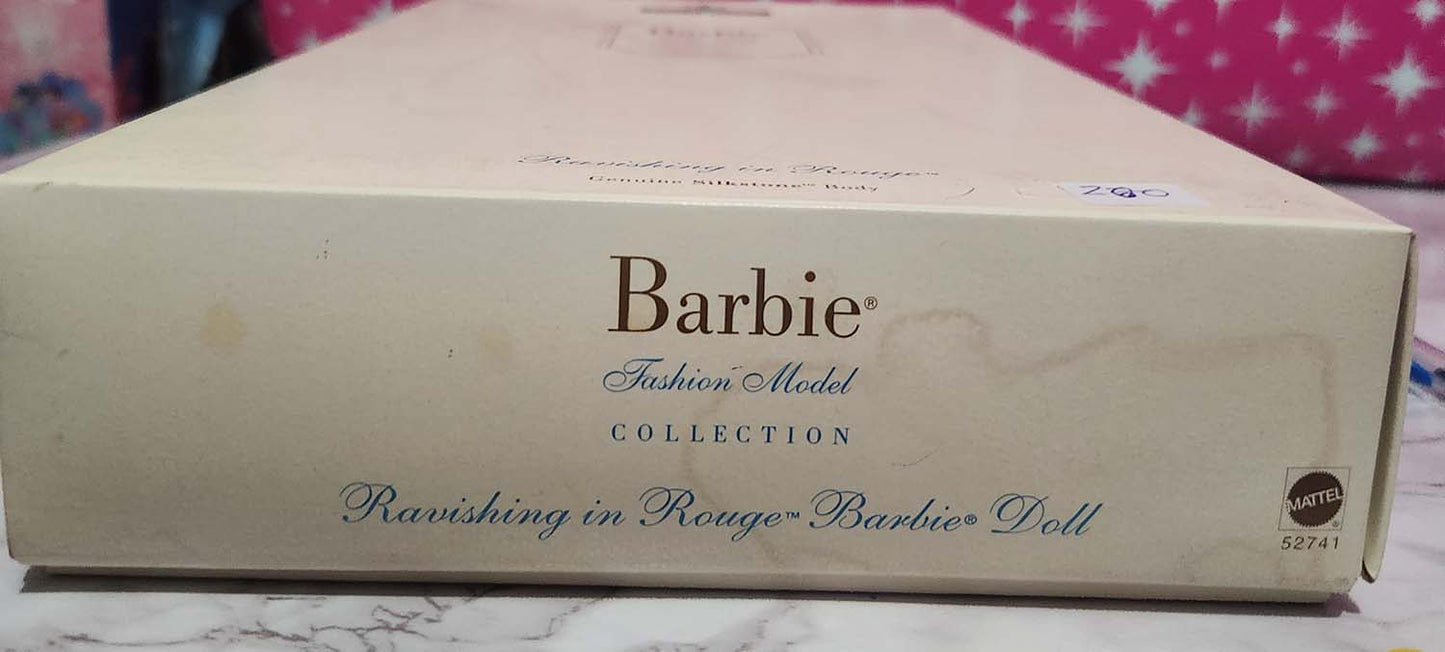 Ravishing in Rouge™
Genuine Silkstone™ Body
Barbie®
Fashion Model
COLLECTION
Ravishing in Rouge™ Barbie® Doll
MATTEL
®
52741